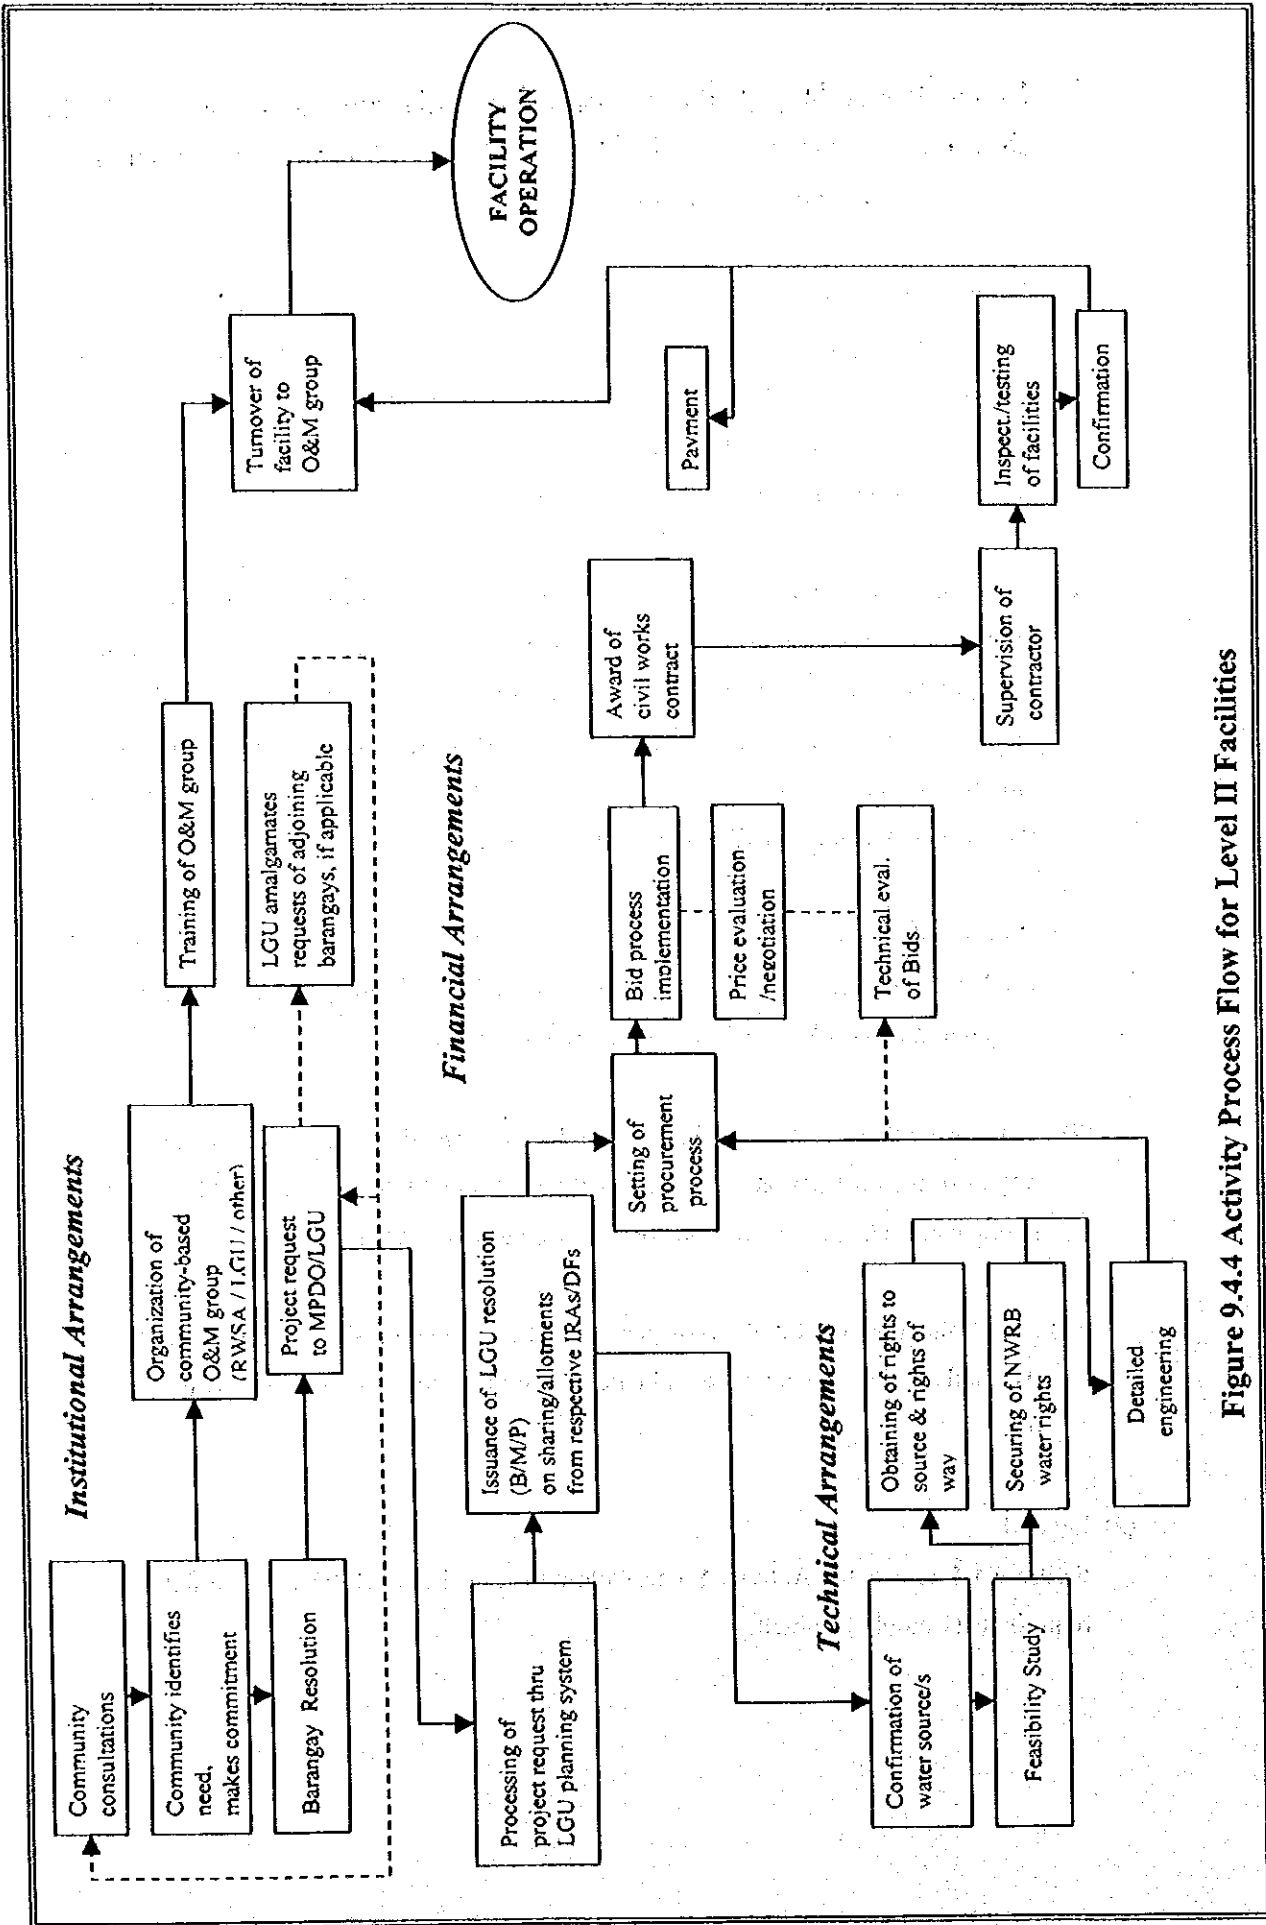 Institutional Arrangements
Community
consultations
Community identifies
need,
makes commitment
Barangay Resolution
Organization of
community-based
O&M group
(RWSA / LGU / other)
Project request
to MPDO/LGU
Training of O&M group
LGU amalgamates
requests of adjoining
barangays, if applicable
Turnover of
facility to
O&M group
FACILITY
OPERATION
Financial Arrangements
Processing of
project request thru
LGU planning system
Issuance of LGU resolution
(B/M/P)
on sharing/allotments
from respective IRAs/DFs
Setting of
procurement
process
Bid process
implementation
Price evaluation
/negotiation
Technical eval.
of Bids
Award of
civil works
contract
Payment
Technical Arrangements
Confirmation of
water source/s
Feasibility Study
Obtaining of rights to
source & rights of
way
Securing of NWRB
water rights
Detailed
engineering
Supervision of
contractor
Inspect./testing
of facilities
Confirmation
Figure 9.4.4 Activity Process Flow for Level II Facilities